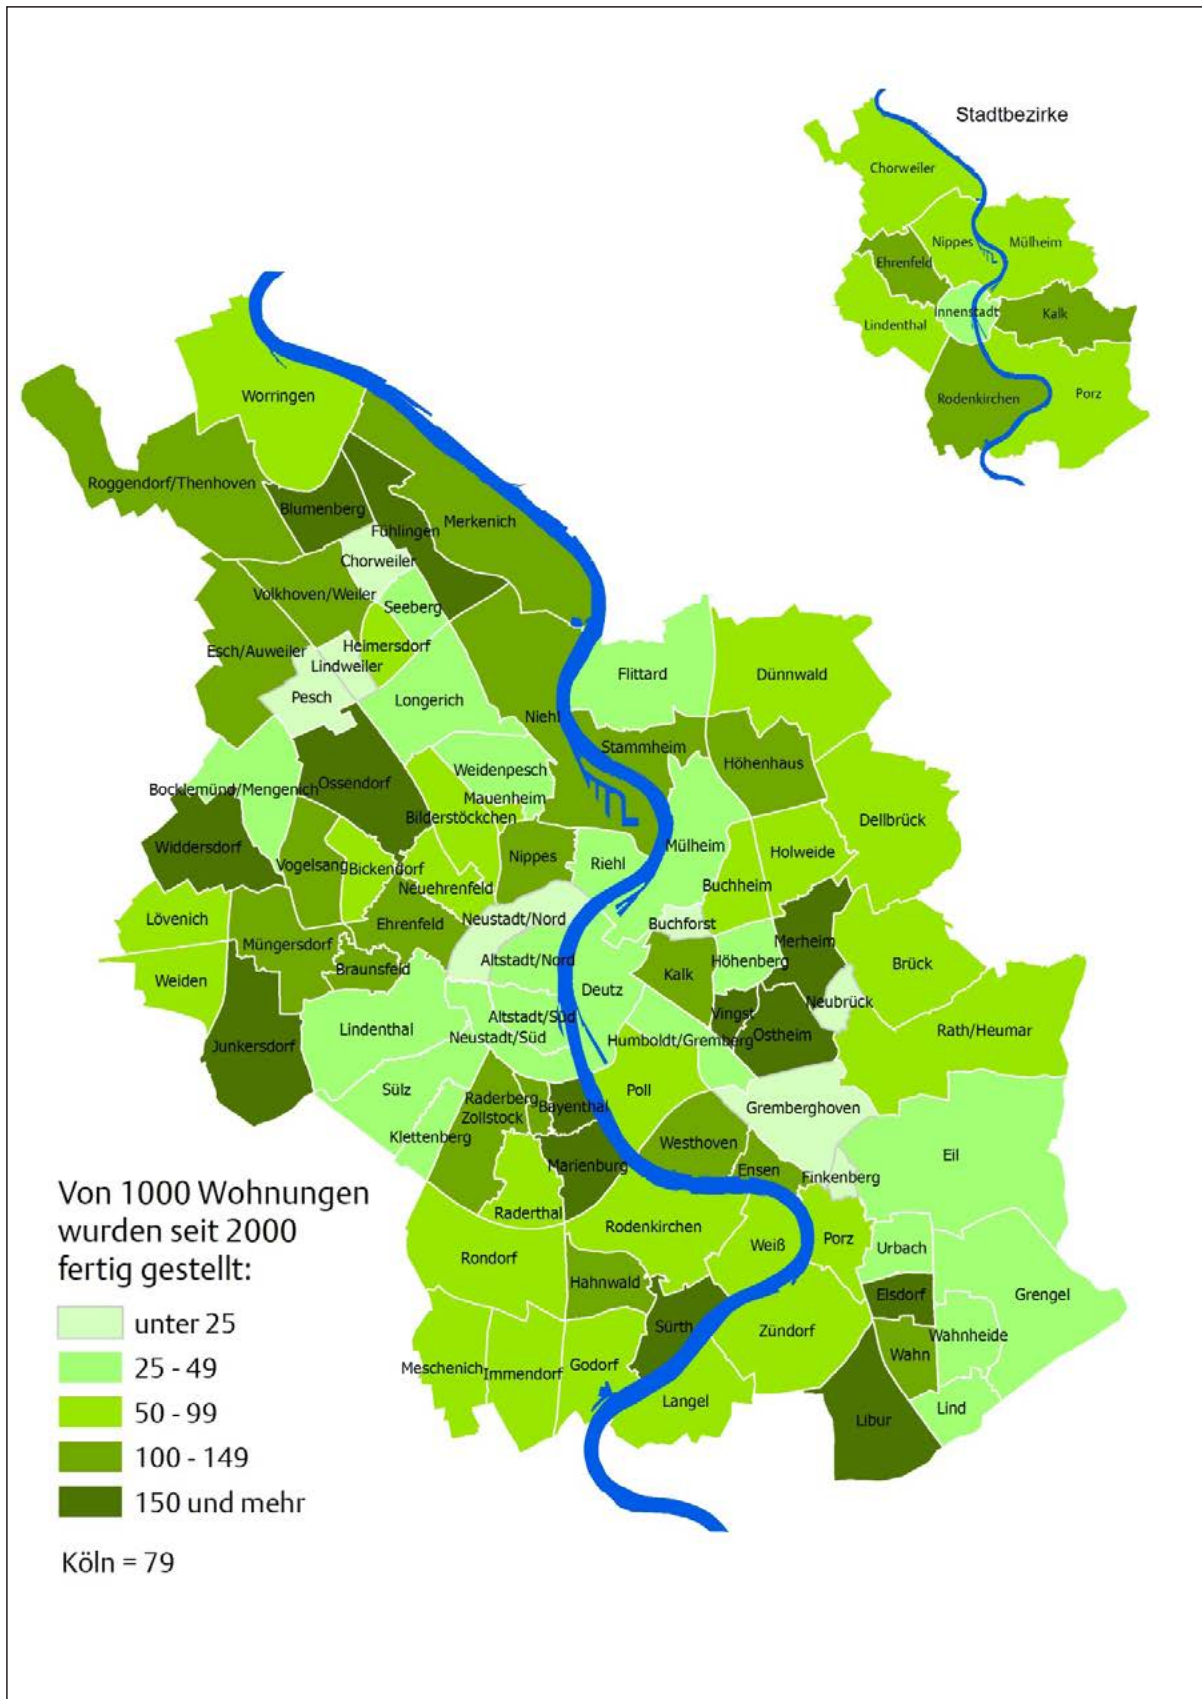 Stadtbezirke
Chorweiler
Nippes
Mülheim
Ehrenfeld
Innenstadt
Kalk
Lindenthal
Rodenkirchen
Porz
Worringen
Roggendorf/Thenhoven
Blumenberg
Fühlingen
Merkenich
Chorweiler
Volkhoven/Weiler
Seeberg
Heimersdorf
Esch/Auweiler
Lindweiler
Pesch
Longerich
Flittard
Dünnwald
Niehl
Stammheim
Höhenhaus
Weidenpesch
Ossendorf
Bocklemünd/Mengenich
Mauenheim
Bilderstöckchen
Dellbrück
Widdersdorf
Vogelsang
Bickendorf
Nippes
Riehl
Mülheim
Holweide
Neuehrenfeld
Buchheim
Lövenich
Ehrenfeld
Neustadt/Nord
Buchforst
Müngersdorf
Merheim
Braunsfeld
Altstadt/Nord
Höhenberg
Brück
Weiden
Kalk
Deutz
Neubrück
Lindenthal
Altstadt/Süd
Vingst
Rath/Heumar
Junkersdorf
Neustadt/Süd
Humboldt/Gremberg
Ostheim
Sülz
Raderberg
Poll
Zollstock
Bayenthal
Gremberghoven
Klettenberg
Westhoven
Eil
Marienburg
Ensen
Finkenberg
Raderthal
Rodenkirchen
Weiß
Porz
Urbach
Rondorf
Hahnwald
Elsdorf
Grengel
Sürth
Zündorf
Wahnheide
Wahn
Meschenich
Immendorf
Godorf
Langel
Libur
Lind
Von 1000 Wohnungen
wurden seit 2000
fertig gestellt:
unter 25
25 - 49
50 - 99
100 - 149
150 und mehr
Köln = 79